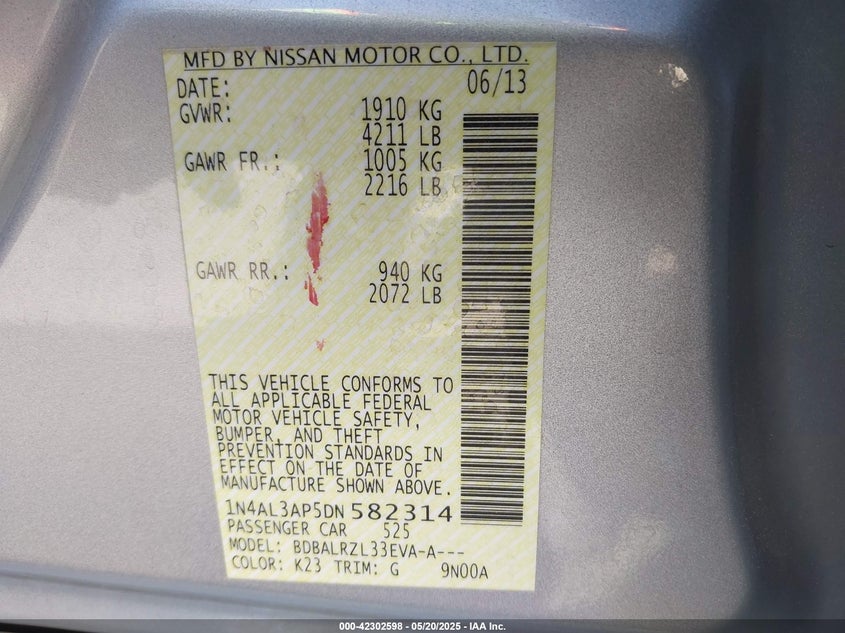 MFD BY NISSAN MOTOR CO., LTD.
DATE: 06/13
GVWR: 1910 KG
4211 LB
GAWR FR.: 1005 KG
2216 LB
GAWR RR.: 940 KG
2072 LB
THIS VEHICLE CONFORMS TO
ALL APPLICABLE FEDERAL
MOTOR VEHICLE SAFETY,
BUMPER, AND THEFT
PREVENTION STANDARDS IN
EFFECT ON THE DATE OF
MANUFACTURE SHOWN ABOVE.
1N4AL3AP5DN582314
PASSENGER CAR 525
MODEL: BDBALRZL33EVA-A---
COLOR: K23 TRIM: G 9N00A
000-42302598 - 05/20/2025 - IAA Inc.